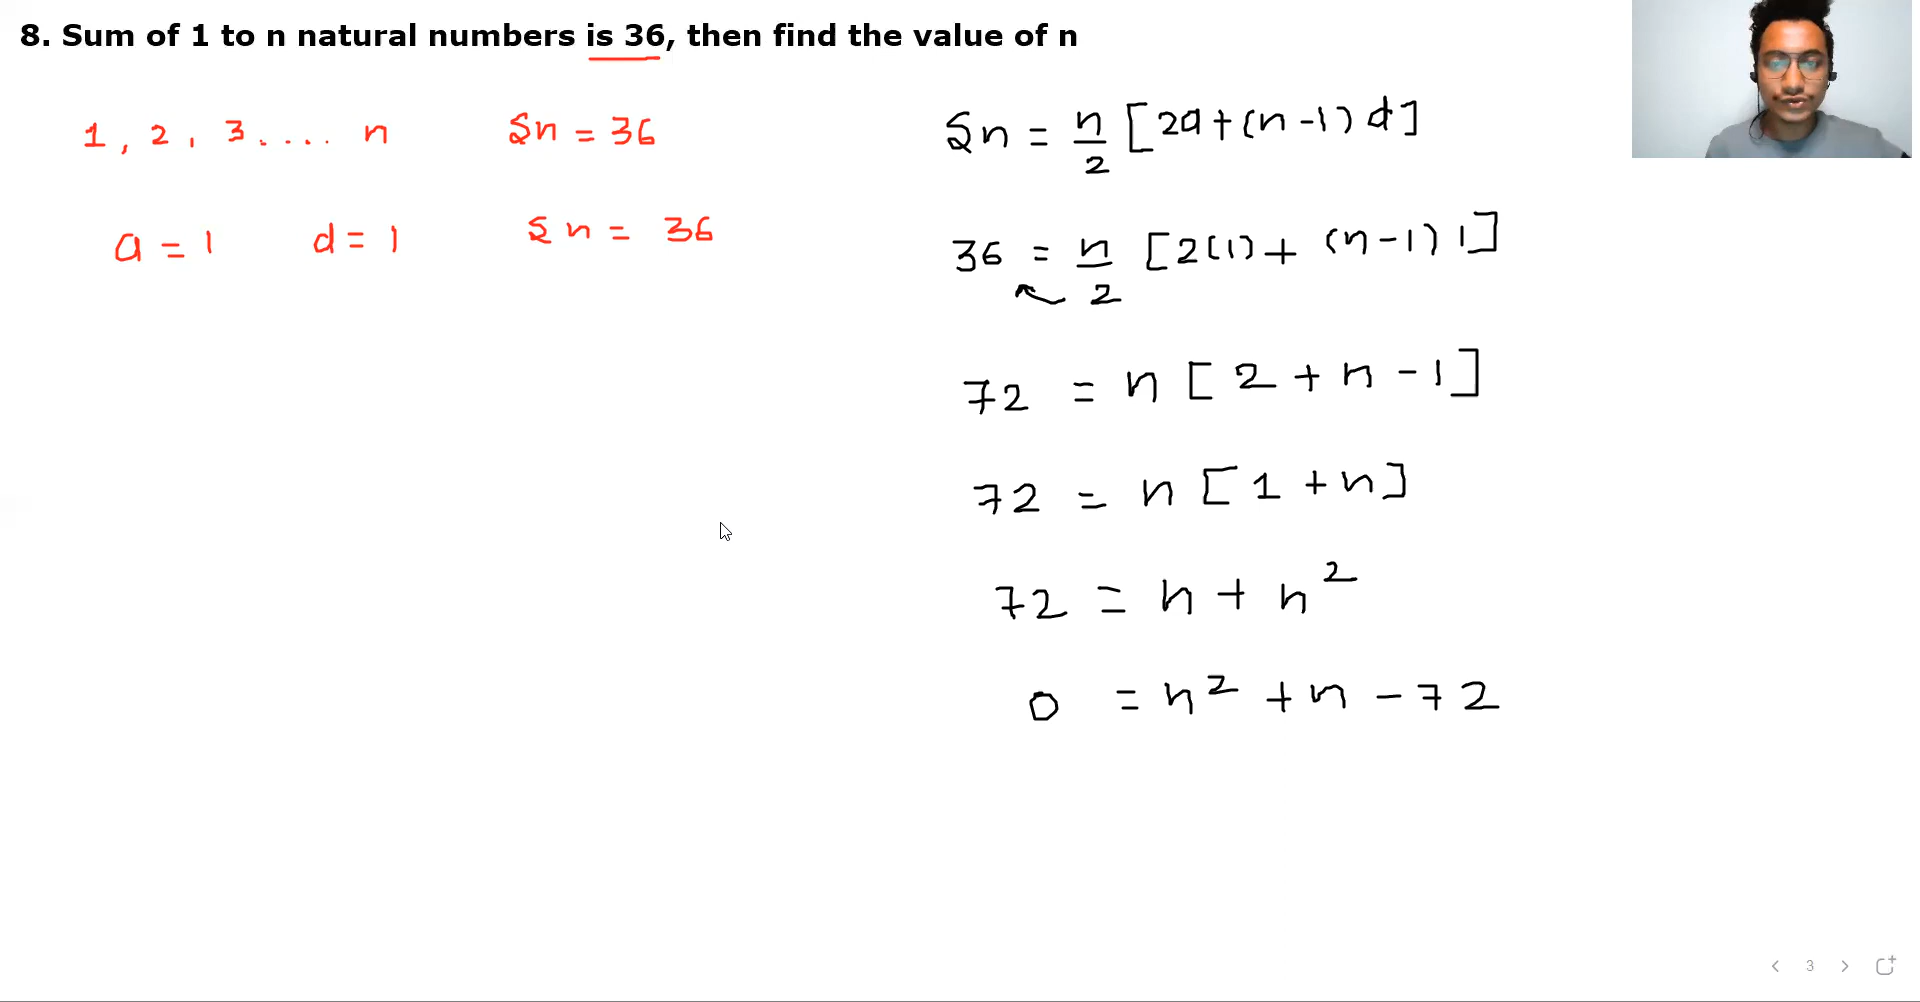 8. Sum of 1 to n natural numbers is 36, then find the value of n
1, 2, 3.... n
Sn = 36
a = 1
d = 1
Sn = 36
Sn = n/2 [2a+(n-1)d]
36 = n/2 [2(1)+(n-1)1]
72 = n[2+n-1]
72 = n[1+n]
72 = n+n²
0 = n²+n-72
3